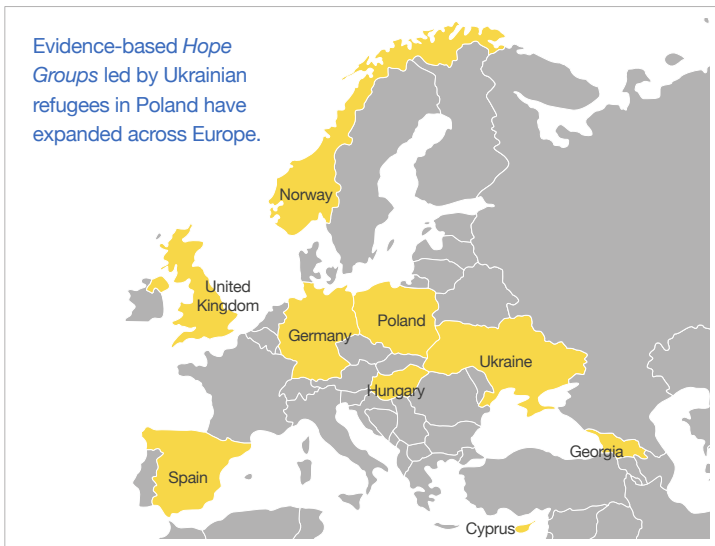 Evidence-based Hope
Groups led by Ukrainian
refugees in Poland have
expanded across Europe.
Norway
United
Kingdom
Germany
Poland
Ukraine
Hungary
Georgia
Spain
Cyprus